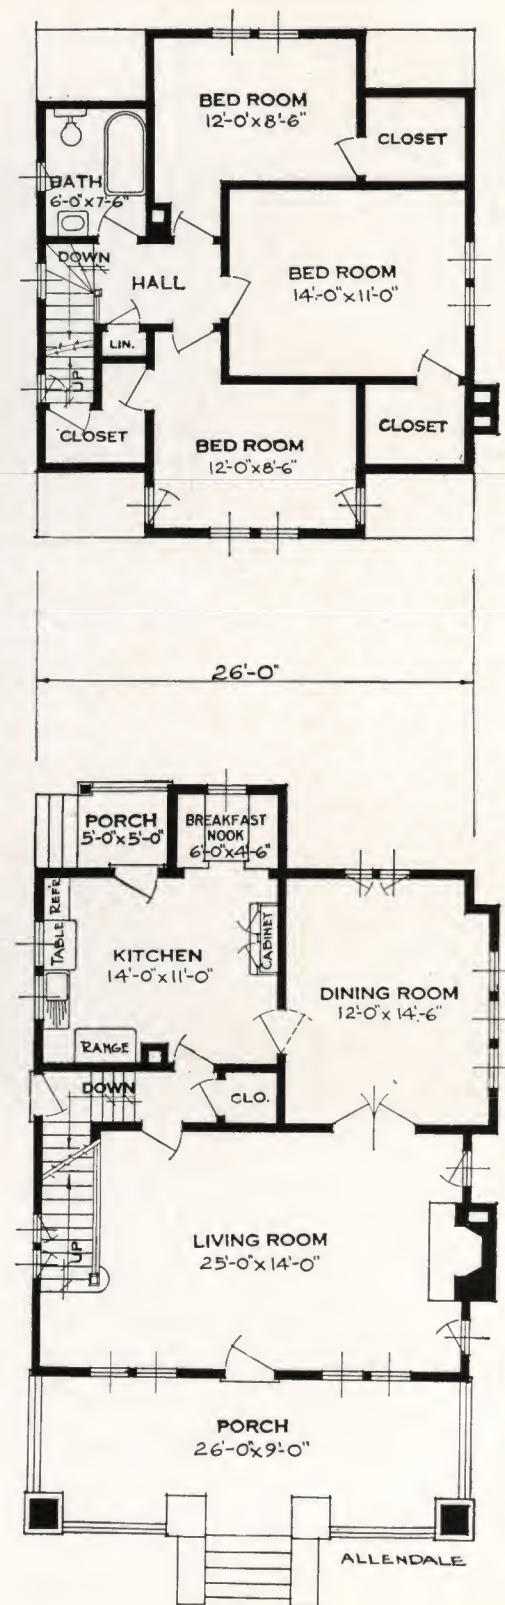 BED ROOM
12'-0"x8'-6"
CLOSET
BATH
6'-0"x7'-6"
DOWN
HALL
BED ROOM
14'-0"x11'-0"
LIN.
UP
CLOSET
BED ROOM
12'-0"x8'-6"
CLOSET
26'-0"
PORCH
5'-0"x5'-0"
BREAKFAST
NOOK
6'-0"x4'-6"
REFR
TABLE
KITCHEN
14'-0"x11'-0"
CABINET
DINING ROOM
12'-0"x14'-6"
RANGE
DOWN
CLO.
LIVING ROOM
25'-0"x14'-0"
UP
PORCH
26'-0"x9'-0"
ALLENDALE